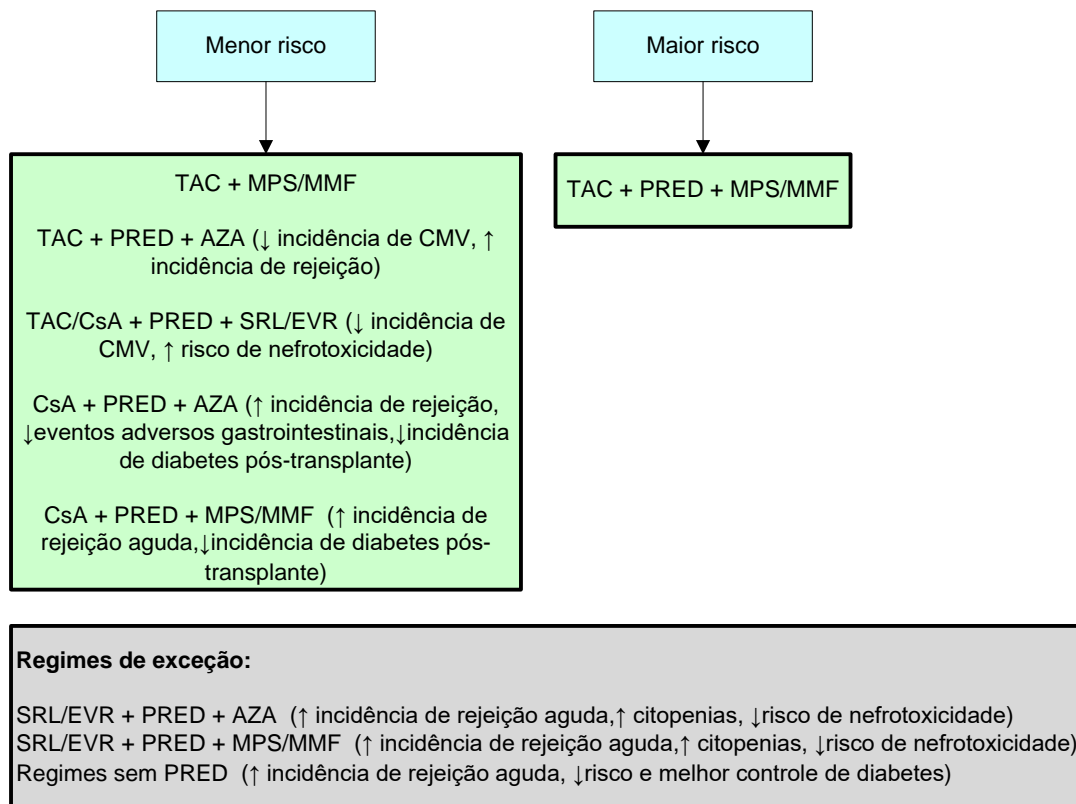 Menor risco
Maior risco
TAC + MPS/MMF
TAC + PRED + AZA (↓ incidência de CMV, ↑
incidência de rejeição)
TAC/CsA + PRED + SRL/EVR (↓ incidência de
CMV, ↑ risco de nefrotoxicidade)
CsA + PRED + AZA (↑ incidência de rejeição,
↓eventos adversos gastrointestinais,↓incidência
de diabetes pós-transplante)
CsA + PRED + MPS/MMF (↑ incidência de
rejeição aguda,↓incidência de diabetes pós-
transplante)
TAC + PRED + MPS/MMF
Regimes de exceção:
SRL/EVR + PRED + AZA (↑ incidência de rejeição aguda,↑ citopenias, ↓risco de nefrotoxicidade)
SRL/EVR + PRED + MPS/MMF (↑ incidência de rejeição aguda,↑ citopenias, ↓risco de nefrotoxicidade)
Regimes sem PRED (↑ incidência de rejeição aguda, ↓risco e melhor controle de diabetes)